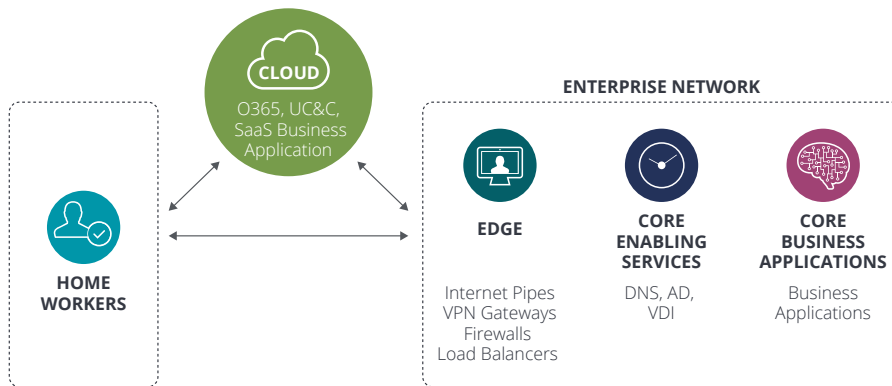 CLOUD
O365, UC&C,
SaaS Business
Application
ENTERPRISE NETWORK
HOME
WORKERS
EDGE
Internet Pipes
VPN Gateways
Firewalls
Load Balancers
CORE
ENABLING
SERVICES
DNS, AD,
VDI
CORE
BUSINESS
APPLICATIONS
Business
Applications